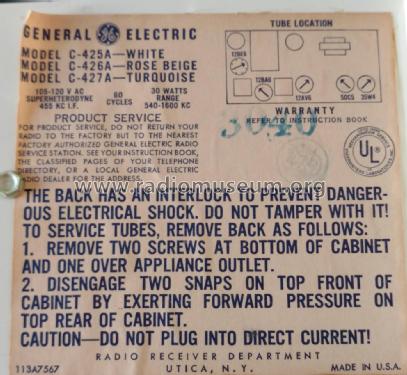 GENERAL GE ELECTRIC
MODEL C-425A—WHITE
MODEL C-426A—ROSE BEIGE
MODEL C-427A—TURQUOISE
105-120 V AC 60 30 WATTS
SUPERHETERODYNE CYCLES RANGE
455 KC I.F. 540-1600 KC
TUBE LOCATION
12BE6
12BA6
12AV6
50C5
35W4
PRODUCT SERVICE
FOR PRODUCT SERVICE, DO NOT RETURN YOUR
RADIO TO THE FACTORY BUT TO THE NEAREST
FACTORY AUTHORIZED GENERAL ELECTRIC RADIO
SERVICE STATION. SEE YOUR INSTRUCTION BOOK,
THE CLASSIFIED PAGES OF YOUR TELEPHONE
DIRECTORY, OR A LOCAL GENERAL ELECTRIC
RADIO DEALER FOR THE ADDRESS.
WARRANTY
REFER TO INSTRUCTION BOOK
UL
www.radiomuseum.org
THE BACK HAS AN INTERLOCK TO PREVENT DANGER-
OUS ELECTRICAL SHOCK. DO NOT TAMPER WITH IT!
TO SERVICE TUBES, REMOVE BACK AS FOLLOWS:
1. REMOVE TWO SCREWS AT BOTTOM OF CABINET
AND ONE OVER APPLIANCE OUTLET.
2. DISENGAGE TWO SNAPS ON TOP FRONT OF
CABINET BY EXERTING FORWARD PRESSURE ON
TOP REAR OF CABINET.
CAUTION—DO NOT PLUG INTO DIRECT CURRENT!
RADIO RECEIVER DEPARTMENT
113A7567 UTICA, N.Y. MADE IN U.S.A.